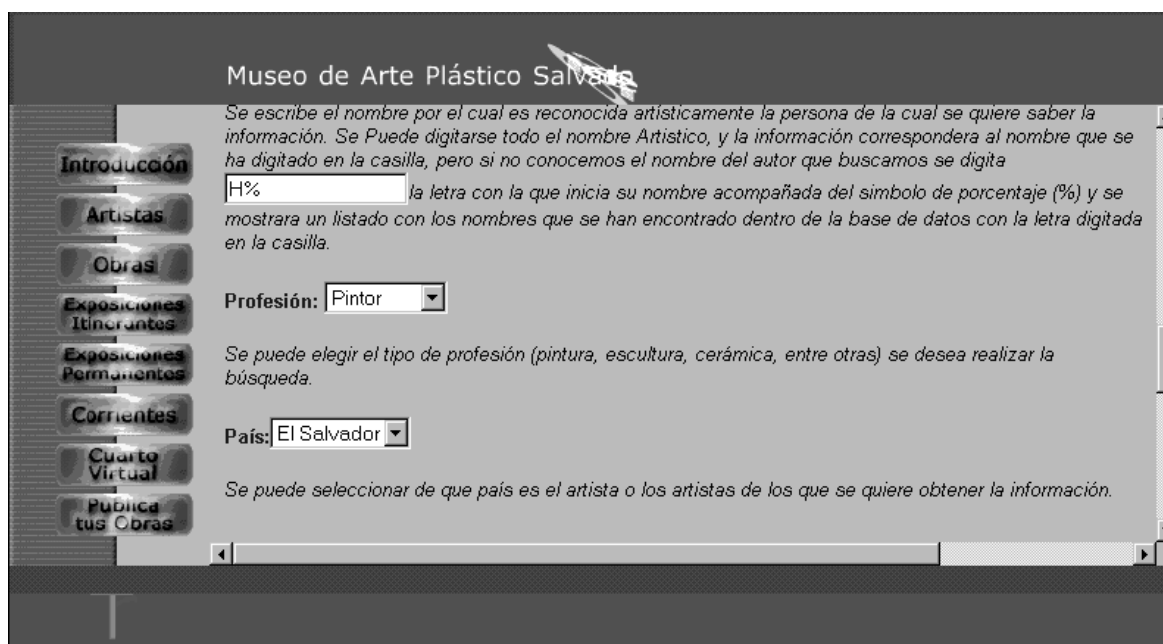 Museo de Arte Plástico Salvado
Se escribe el nombre por el cual es reconocida artísticamente la persona de la cual se quiere saber la
información. Se Puede digitarse todo el nombre Artistico, y la información correspondera al nombre que se
ha digitado en la casilla, pero si no conocemos el nombre del autor que buscamos se digita
H% la letra con la que inicia su nombre acompañada del simbolo de porcentaje (%) y se
mostrara un listado con los nombres que se han encontrado dentro de la base de datos con la letra digitada
en la casilla.
Profesión: Pintor
Se puede elegir el tipo de profesión (pintura, escultura, cerámica, entre otras) se desea realizar la
búsqueda.
País: El Salvador
Se puede seleccionar de que país es el artista o los artistas de los que se quiere obtener la información.
Introducción
Artistas
Obras
Exposiciones
Itinerantes
Exposiciones
Permanentes
Corrientes
Cuarto
Virtual
Publica
tus Obras